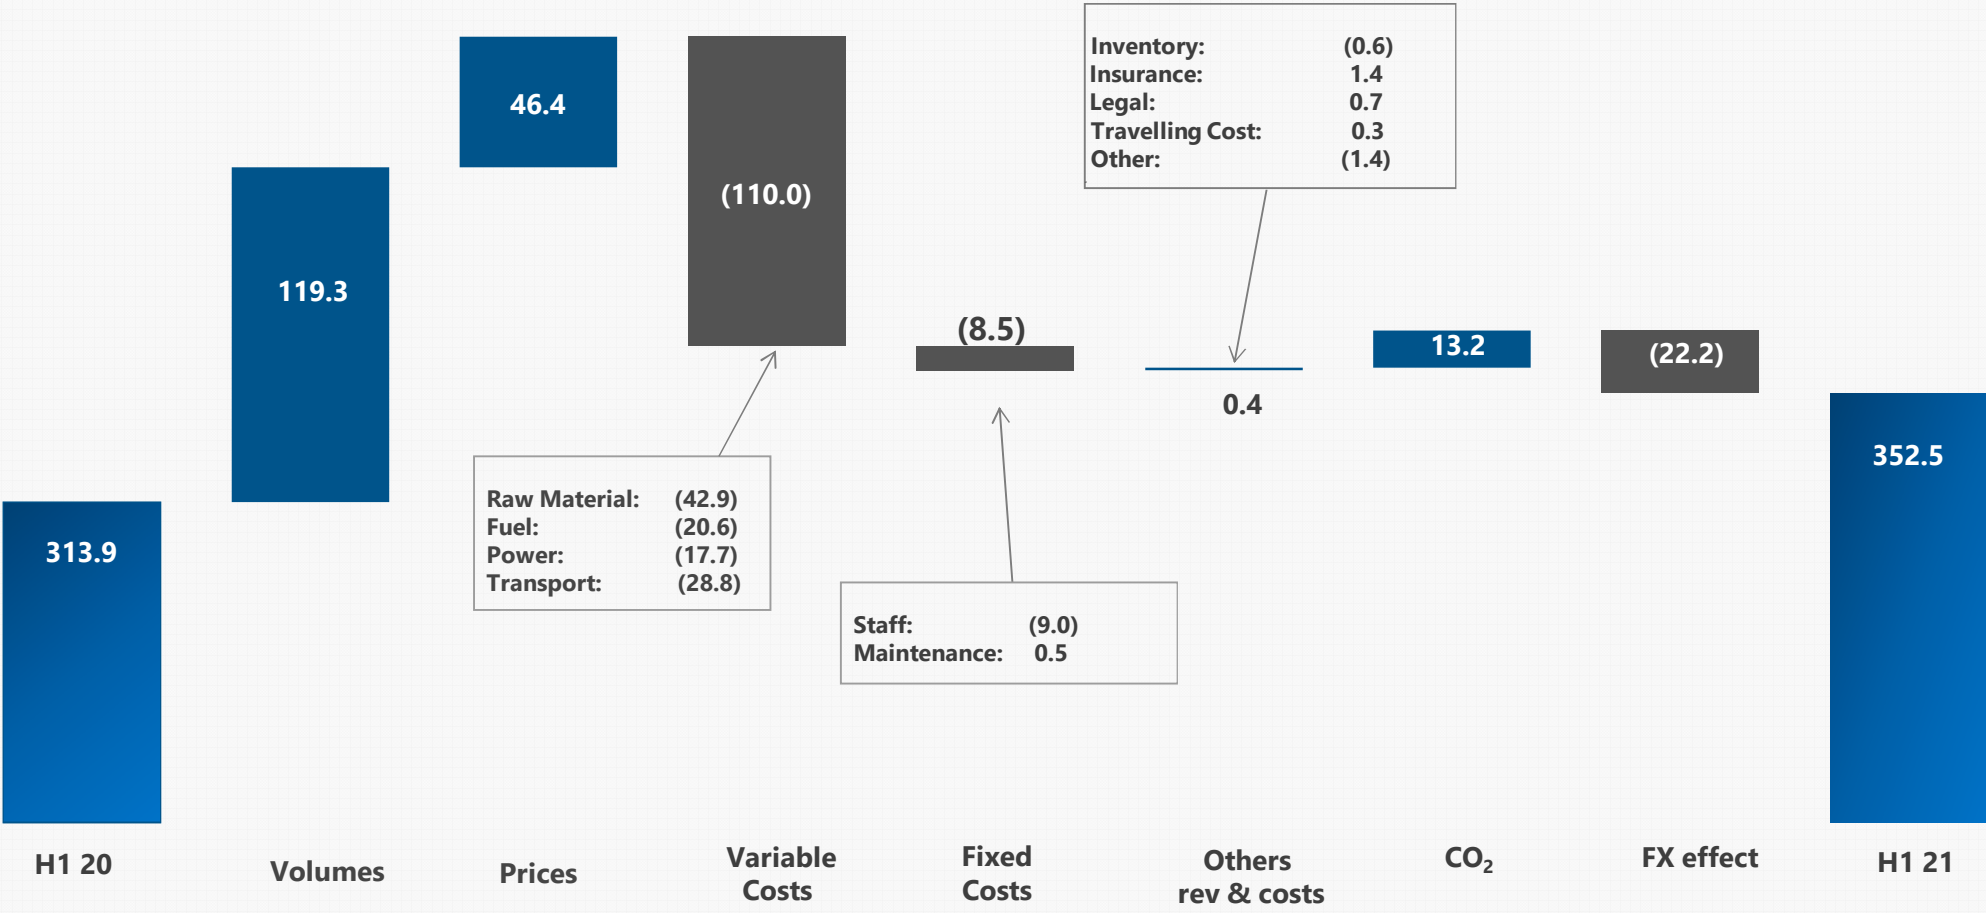 Inventory: (0.6)
Insurance: 1.4
Legal: 0.7
Travelling Cost: 0.3
Other: (1.4)
46.4
(110.0)
119.3
(8.5)
13.2
(22.2)
0.4
352.5
Raw Material: (42.9)
Fuel: (20.6)
Power: (17.7)
Transport: (28.8)
313.9
Staff: (9.0)
Maintenance: 0.5
H1 20
Volumes
Prices
Variable
Costs
Fixed
Costs
Others
rev & costs
CO₂
FX effect
H1 21